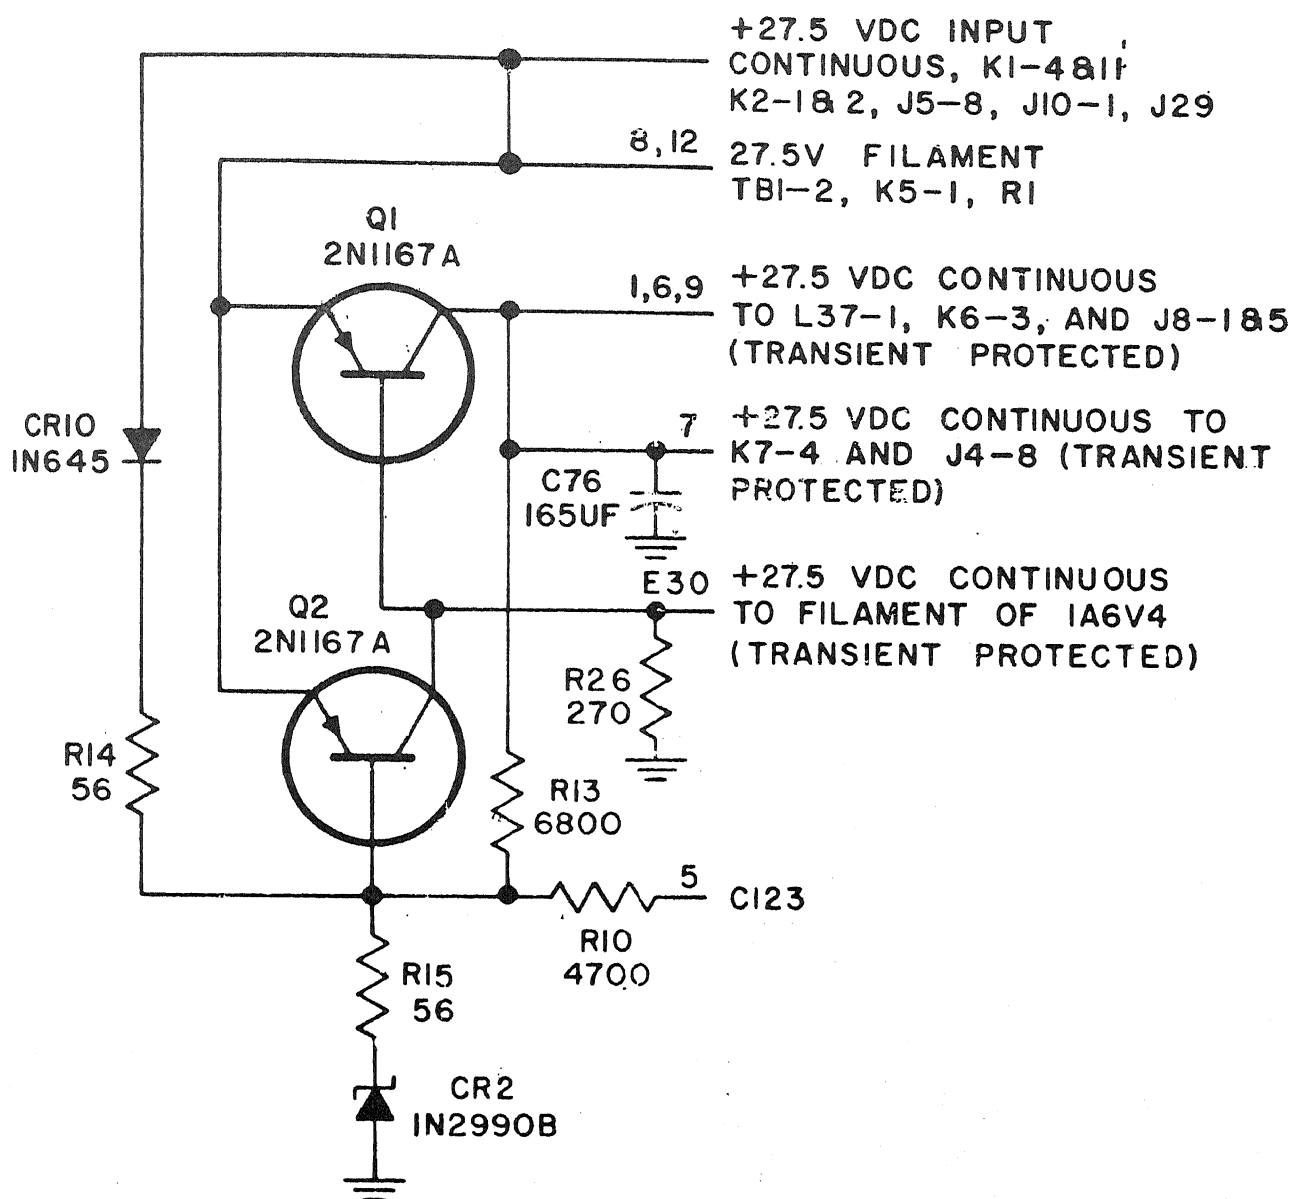 +27.5 VDC INPUT
CONTINUOUS, K1-4&11
K2-1&2, J5-8, J10-1, J29
8,12
27.5V FILAMENT
TB1-2, K5-1, R1
Q1
2N1167A
1,6,9
+27.5 VDC CONTINUOUS
TO L37-1, K6-3, AND J8-1&5
(TRANSIENT PROTECTED)
CR10
IN645
7
+27.5 VDC CONTINUOUS TO
K7-4 AND J4-8 (TRANSIENT
PROTECTED)
C76
165UF
E30
+27.5 VDC CONTINUOUS
TO FILAMENT OF 1A6V4
(TRANSIENT PROTECTED)
Q2
2N1167A
R26
270
R14
56
R13
6800
5
C123
R10
4700
R15
56
CR2
IN2990B